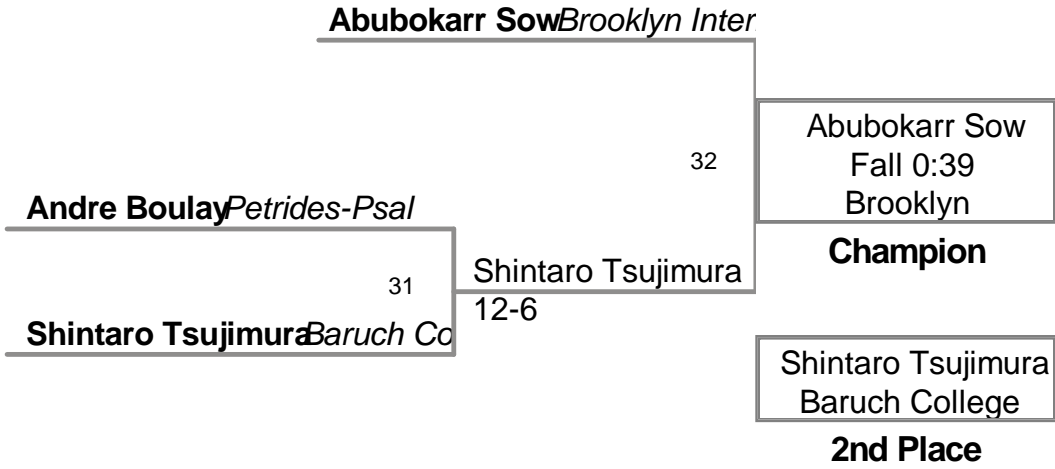 Abubokarr Sow Brooklyn Inter
Abubokarr Sow
Fall 0:39
Brooklyn
Champion
32
Andre Boulay Petrides-Psal
31
Shintaro Tsujimura
12-6
Shintaro Tsujimura Baruch Co
Shintaro Tsujimura
Baruch College
2nd Place